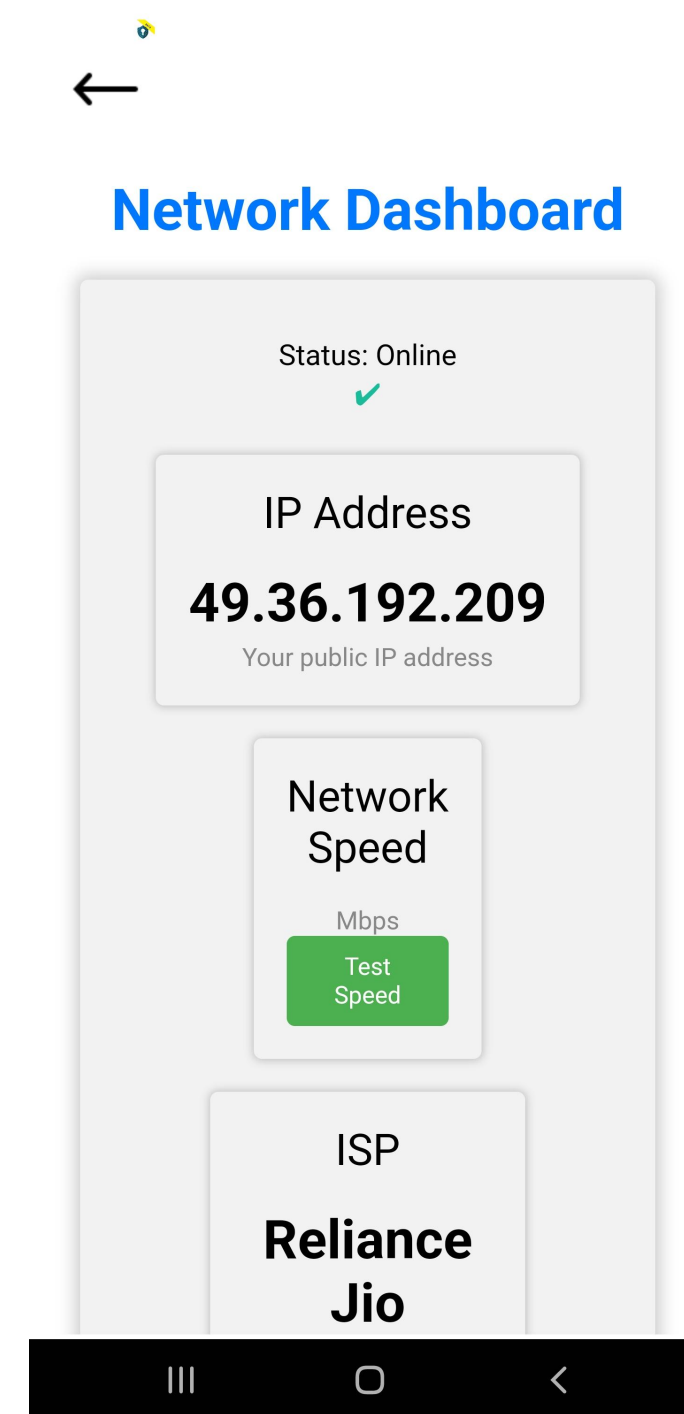 Network Dashboard
Status: Online
IP Address
49.36.192.209
Your public IP address
Network
Speed
Mbps
Test
Speed
ISP
Reliance
Jio